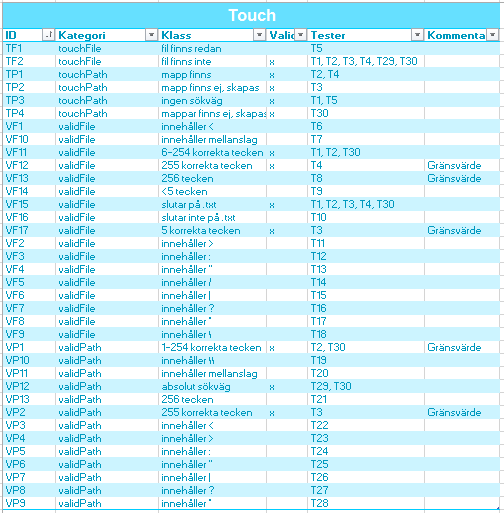 Touch
ID Kategori Klass Valid Tester Kommenta
TF1 touchFile fil finns redan T5
TF2 touchFile fil finns inte x T1, T2, T3, T4, T29, T30
TP1 touchPath mapp finns x T2, T4
TP2 touchPath mapp finns ej, skapas x T3
TP3 touchPath ingen sökväg x T1, T5
TP4 touchPath mappar finns ej, skapas x T30
VF1 validFile innehåller < T6
VF10 validFile innehåller mellanslag T7
VF11 validFile 6-254 korrekta tecken x T1, T2, T30
VF12 validFile 255 korrekta tecken x T4 Gränsvärde
VF13 validFile 256 tecken T8 Gränsvärde
VF14 validFile <5 tecken T9
VF15 validFile slutar på .txt x T1, T2, T3, T4, T30
VF16 validFile slutar inte på .txt T10
VF17 validFile 5 korrekta tecken x T3 Gränsvärde
VF2 validFile innehåller > T11
VF3 validFile innehåller : T12
VF4 validFile innehåller " T13
VF5 validFile innehåller / T14
VF6 validFile innehåller | T15
VF7 validFile innehåller ? T16
VF8 validFile innehåller * T17
VF9 validFile innehåller \ T18
VP1 validPath 1-254 korrekta tecken x T2, T30 Gränsvärde
VP10 validPath innehåller \\ T19
VP11 validPath innehåller mellanslag T20
VP12 validPath absolut sökväg x T29, T30
VP13 validPath 256 tecken T21
VP2 validPath 255 korrekta tecken x T3 Gränsvärde
VP3 validPath innehåller < T22
VP4 validPath innehåller > T23
VP5 validPath innehåller : T24
VP6 validPath innehåller " T25
VP7 validPath innehåller | T26
VP8 validPath innehåller ? T27
VP9 validPath innehåller * T28